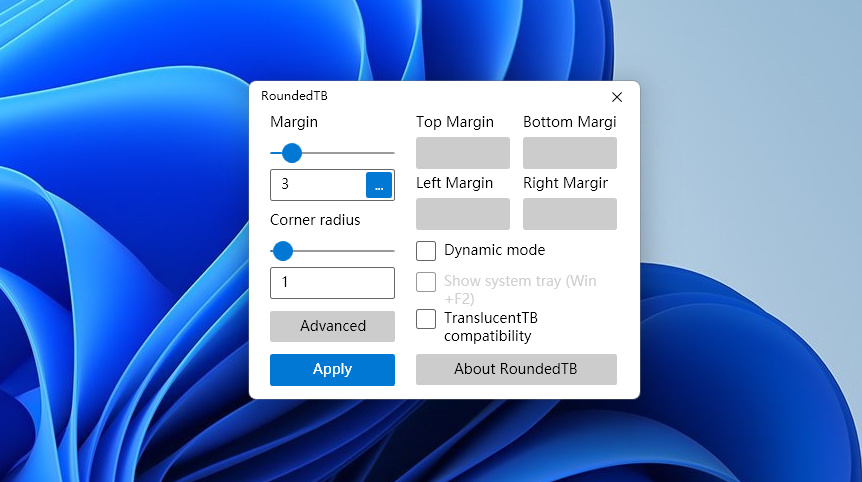 RoundedTB
Margin
3
...
Corner radius
1
Advanced
Apply
Top Margin
Bottom Margi
Left Margin
Right Margir
Dynamic mode
Show system tray (Win
+F2)
TranslucentTB
compatibility
About RoundedTB